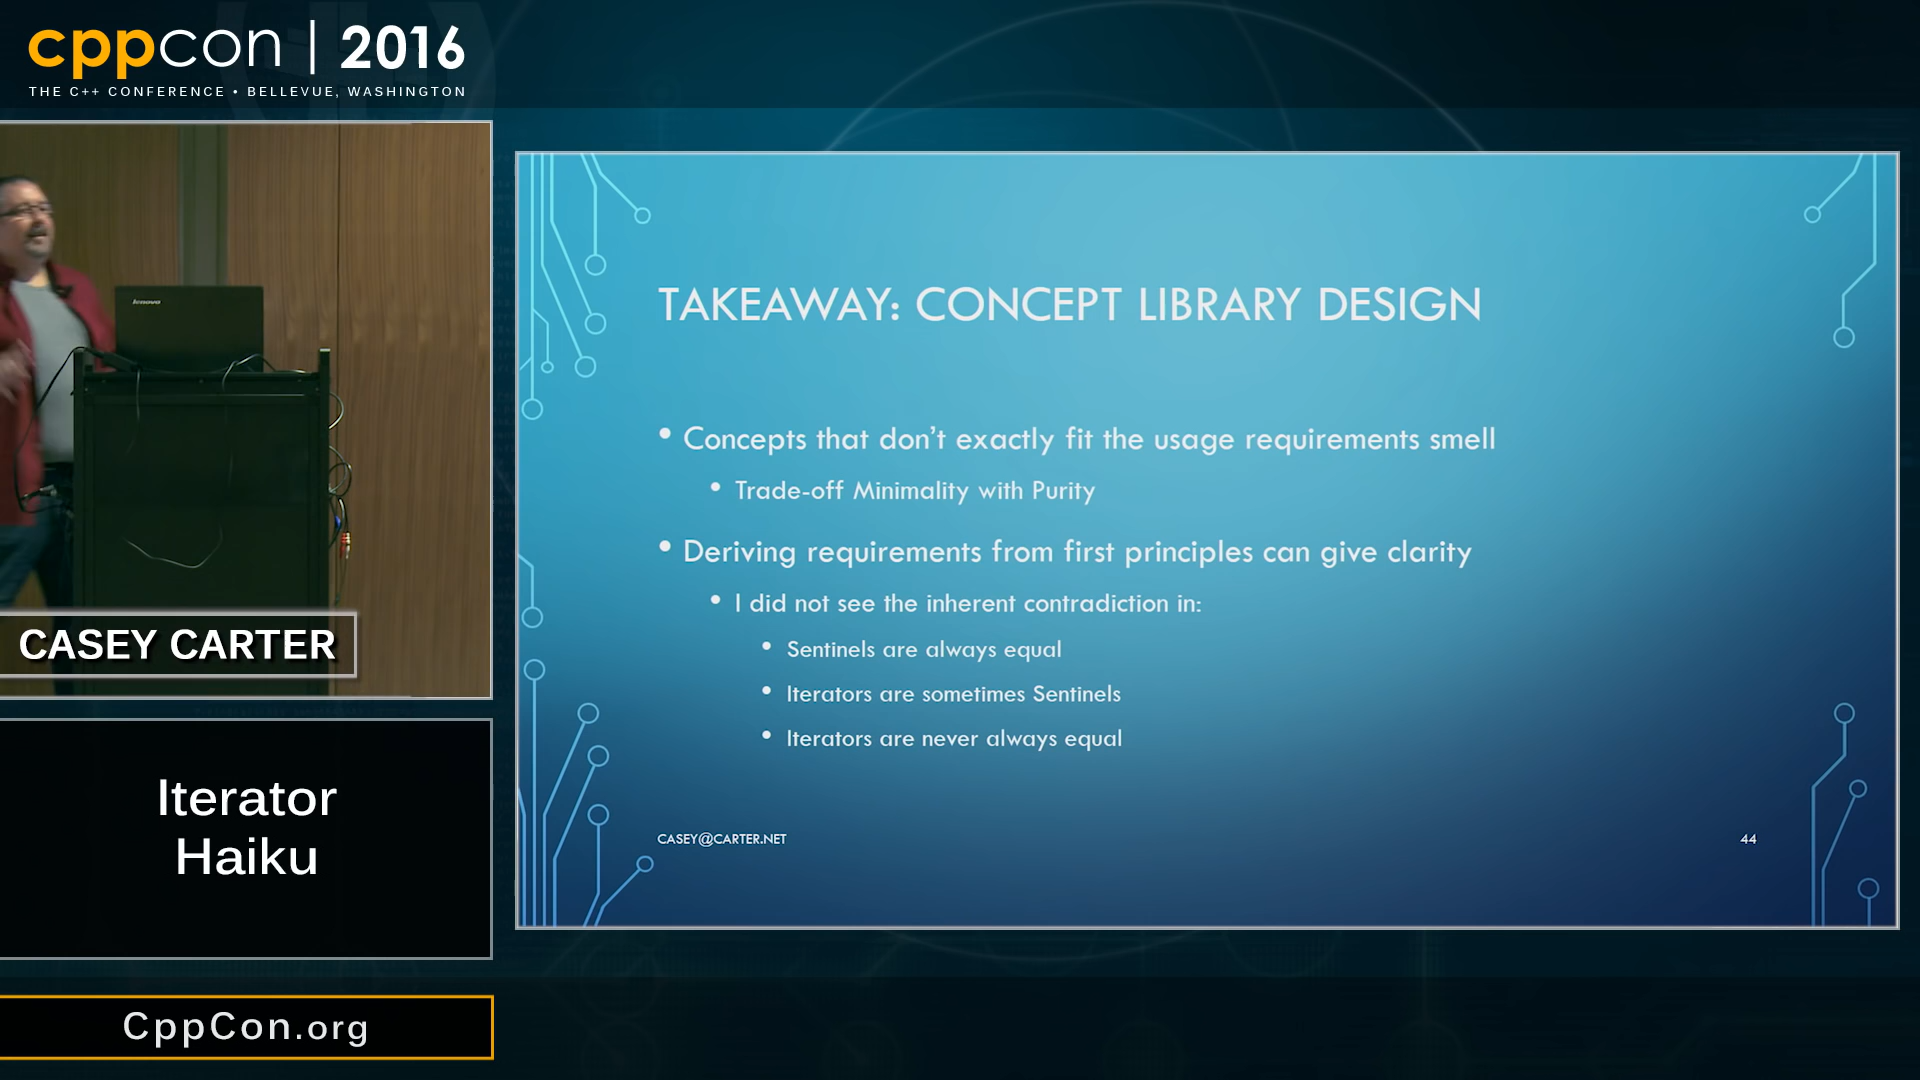 cppcon | 2016
THE C++ CONFERENCE • BELLEVUE, WASHINGTON
lenovo
CASEY CARTER
Iterator
Haiku
CppCon.org
TAKEAWAY: CONCEPT LIBRARY DESIGN
• Concepts that don't exactly fit the usage requirements smell
• Trade-off Minimality with Purity
• Deriving requirements from first principles can give clarity
• I did not see the inherent contradiction in:
• Sentinels are always equal
• Iterators are sometimes Sentinels
• Iterators are never always equal
CASEY@CARTER.NET
44